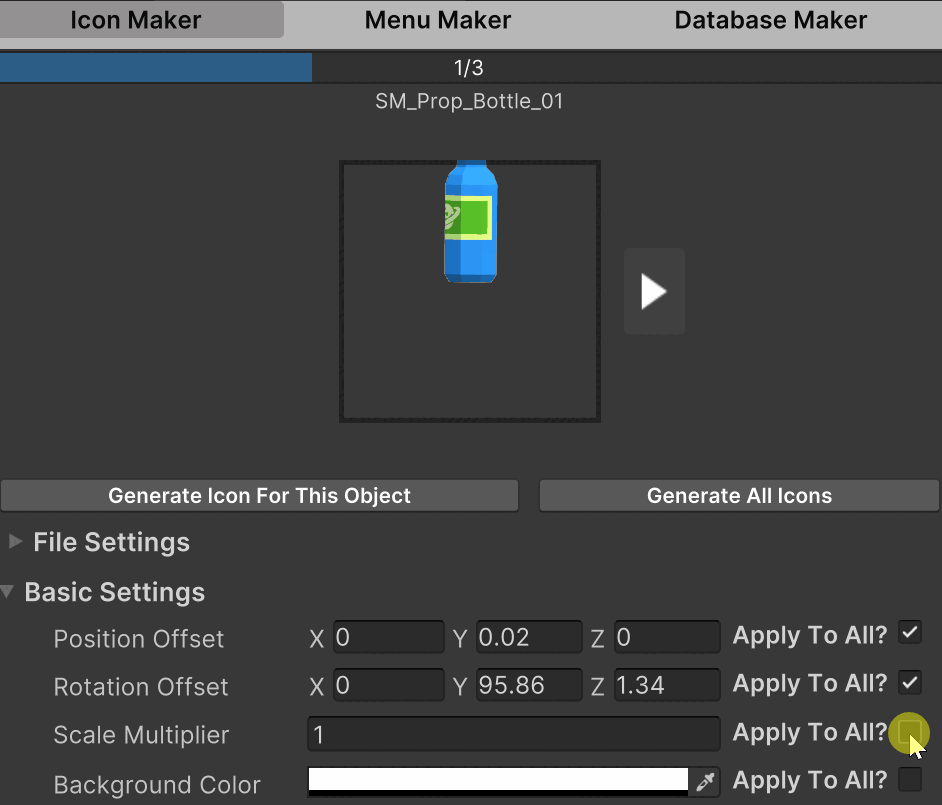 Icon Maker Menu Maker Database Maker
1/3
SM_Prop_Bottle_01
Generate Icon For This Object Generate All Icons
File Settings
Basic Settings
Position Offset X 0 Y 0.02 Z 0 Apply To All?
Rotation Offset X 0 Y 95.86 Z 1.34 Apply To All?
Scale Multiplier 1 Apply To All?
Background Color Apply To All?